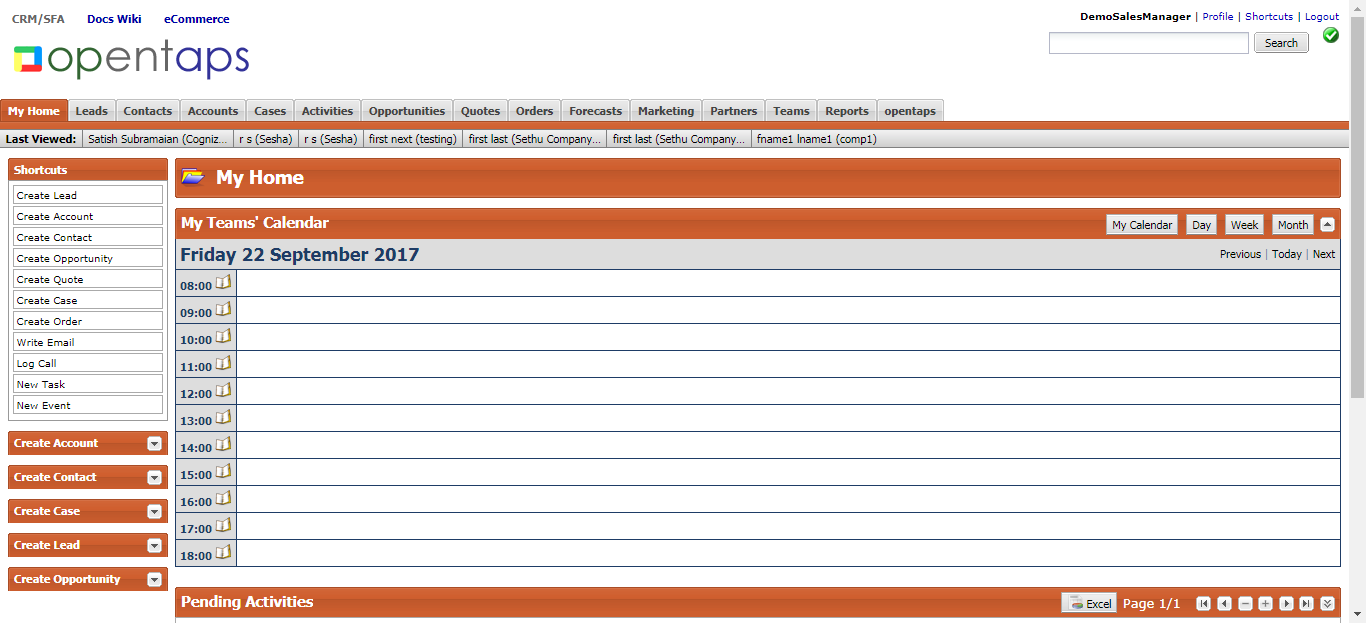 CRM/SFA Docs Wiki eCommerce
DemoSalesManager | Profile | Shortcuts | Logout
opentaps
Search
My Home Leads Contacts Accounts Cases Activities Opportunities Quotes Orders Forecasts Marketing Partners Teams Reports opentaps
Last Viewed: Satish Subramaian (Cogniz... r s (Sesha) r s (Sesha) first next (testing) first last (Sethu Company... first last (Sethu Company... fname1 lname1 (comp1)
Shortcuts
Create Lead
Create Account
Create Contact
Create Opportunity
Create Quote
Create Case
Create Order
Write Email
Log Call
New Task
New Event
Create Account
Create Contact
Create Case
Create Lead
Create Opportunity
My Home
My Teams' Calendar My Calendar Day Week Month
Friday 22 September 2017 Previous | Today | Next
08:00
09:00
10:00
11:00
12:00
13:00
14:00
15:00
16:00
17:00
18:00
Pending Activities Excel Page 1/1